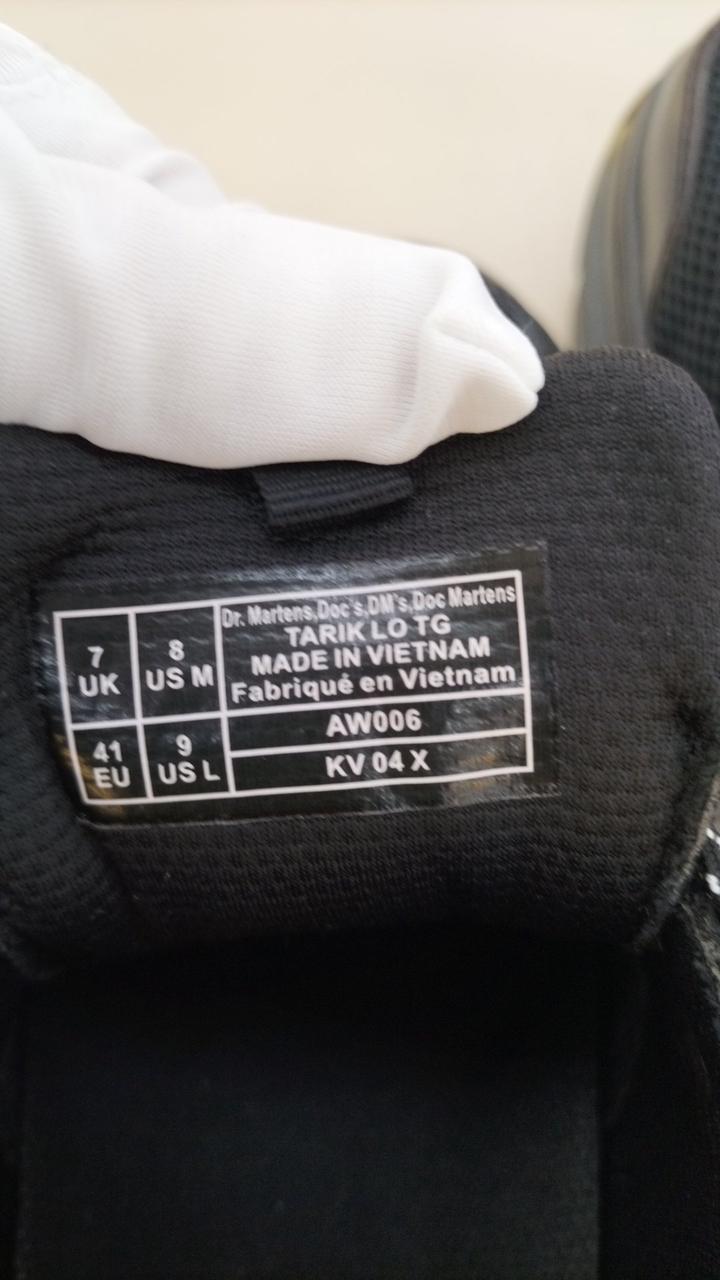 7
UK
8
US M
41
EU
9
US L
Dr. Martens,Doc's,DM's,Doc Martens
TARIK LO TG
MADE IN VIETNAM
Fabriqué en Vietnam
AW006
KV 04 X